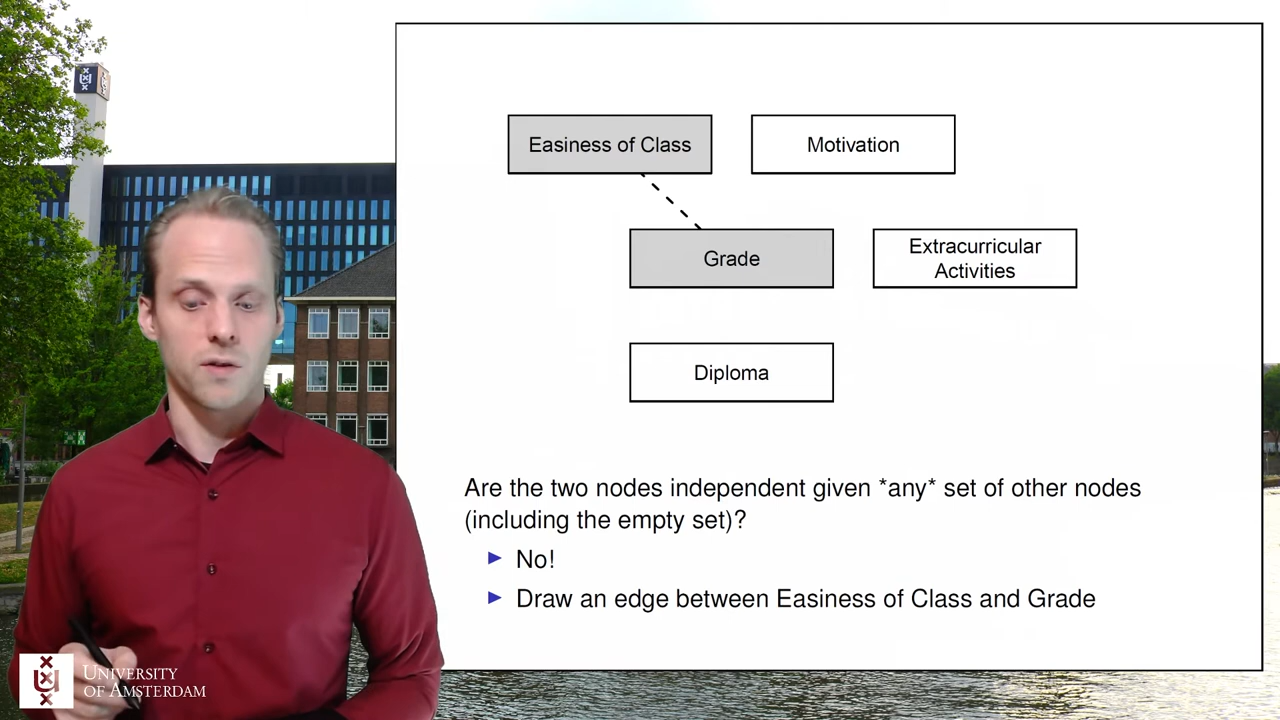 Easiness of Class
Motivation
Grade
Extracurricular
Activities
Diploma
Are the two nodes independent given *any* set of other nodes
(including the empty set)?
No!
Draw an edge between Easiness of Class and Grade
UNIVERSITY
OF AMSTERDAM